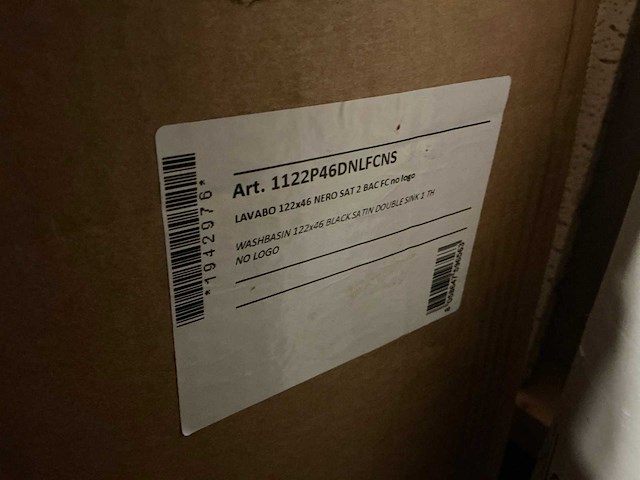 Art. 1122P46DNLFCNS
LAVABO 122x46 NERO SAT 2 BAC FC no logo
WASHBASIN 122x46 BLACK SATIN DOUBLE SINK 1 TH
NO LOGO
*1942976*